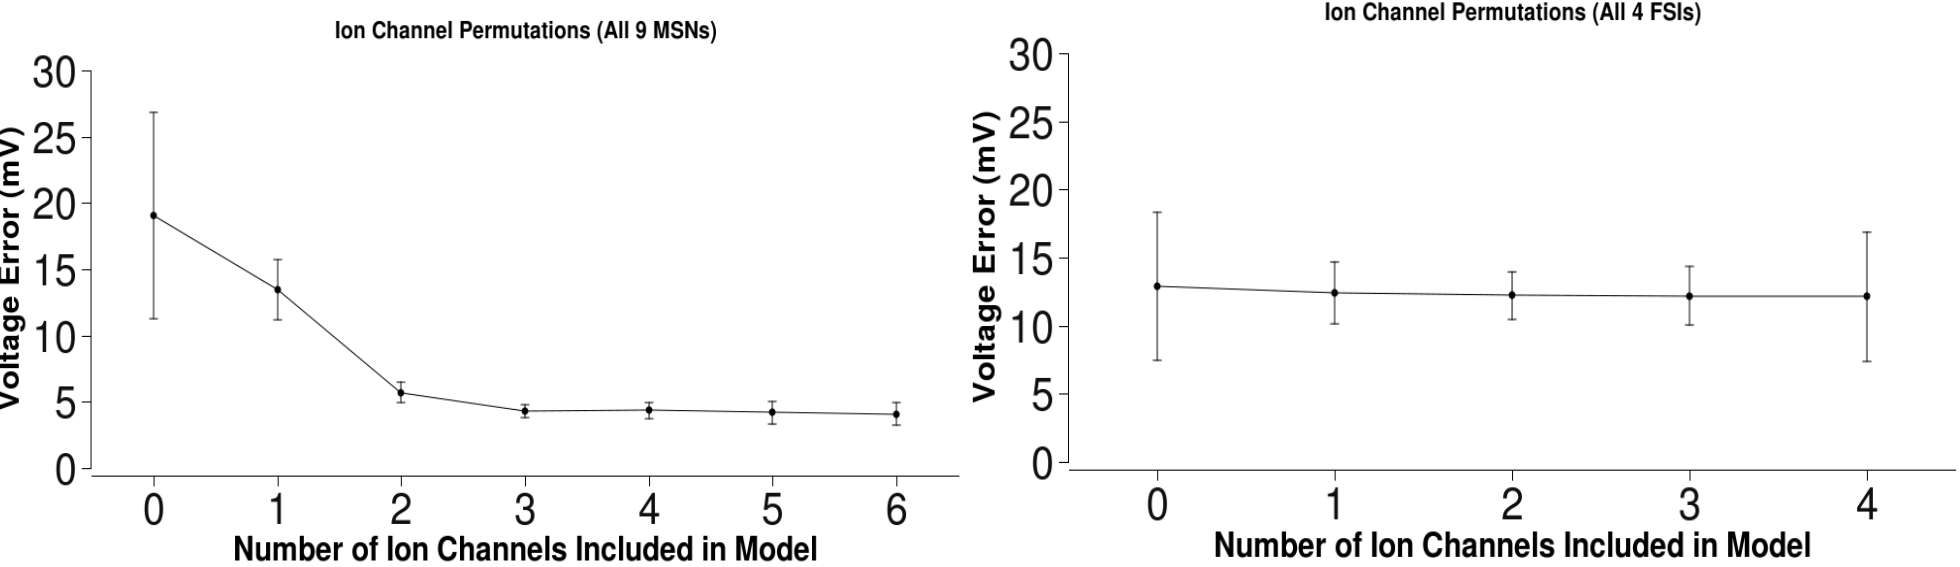 Ion Channel Permutations (All 9 MSNs)
30
25
20
15
10
5
0
Voltage Error (mV)
0 1 2 3 4 5 6
Number of Ion Channels Included in Model
Ion Channel Permutations (All 4 FSIs)
30
25
20
15
10
5
0
Voltage Error (mV)
0 1 2 3 4
Number of Ion Channels Included in Model